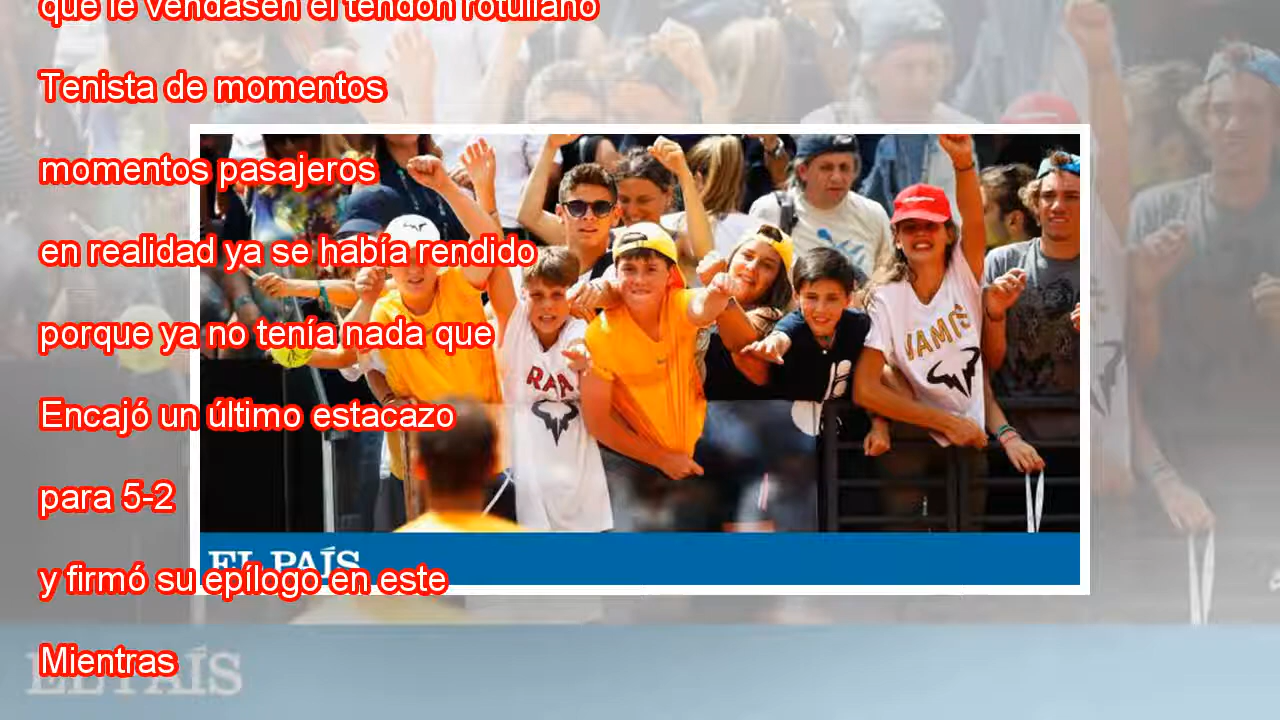 que le vendasen el tendón rotuliano
Tenista de momentos
momentos pasajeros
en realidad ya se había rendido
porque ya no tenía nada que
Encajó un último estacazo
para 5-2
y firmó su epílogo en este
Mientras
RAFA
VAMOS
EL PAÍS
EL PAÍS